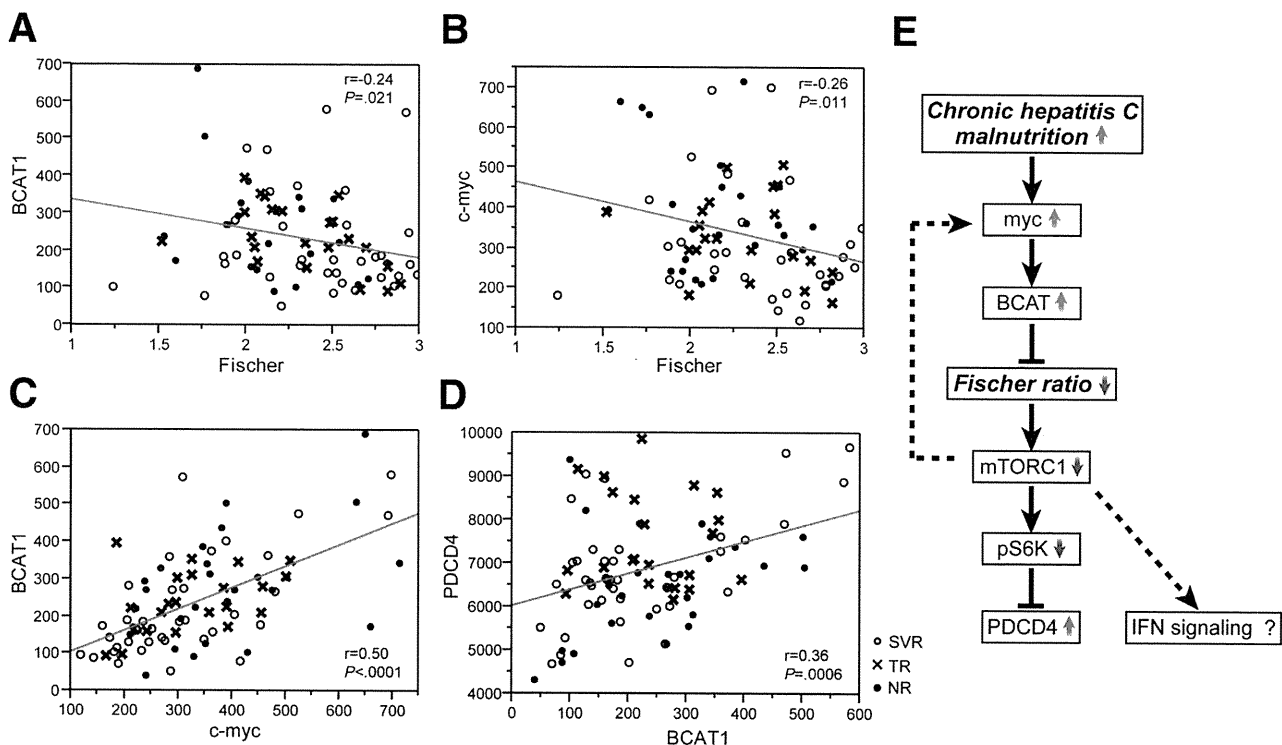 A
BCAT1
700
600
500
400
300
200
100
0
1
1.5
2
2.5
3
Fischer
r=-0.24
P=.021
B
c-myc
700
600
500
400
300
200
100
1
1.5
2
2.5
3
Fischer
r=-0.26
P=.011
C
BCAT1
700
600
500
400
300
200
100
0
100
200
300
400
500
600
700
c-myc
r=0.50
P<.0001
D
PDCD4
10000
9000
8000
7000
6000
5000
4000
0
100
200
300
400
500
600
BCAT1
r=0.36
P=.0006
SVR
TR
NR
E
Chronic hepatitis C
malnutrition
myc
BCAT
Fischer ratio
mTORC1
pS6K
PDCD4
IFN signaling ?